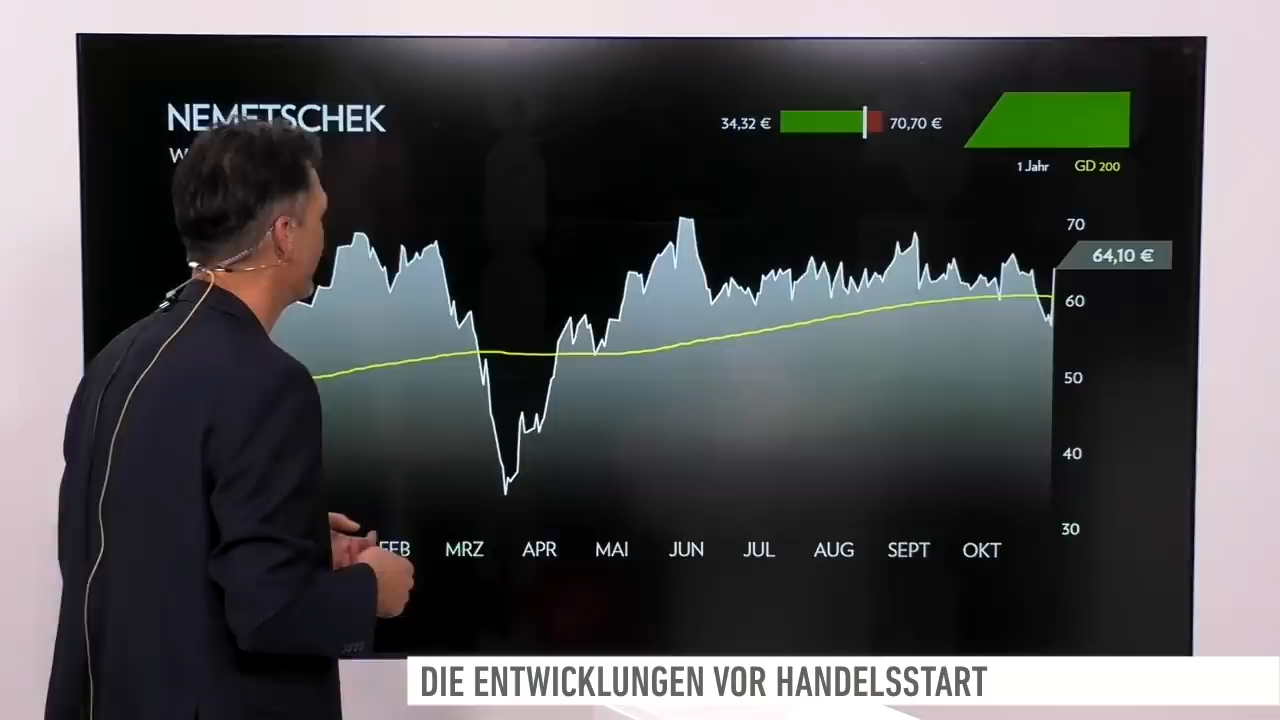 NEMETSCHEK
34,32 €
70,70 €
1 Jahr
GD 200
70
64,10 €
60
50
40
30
FEB MRZ APR MAI JUN JUL AUG SEPT OKT
DIE ENTWICKLUNGEN VOR HANDELSSTART